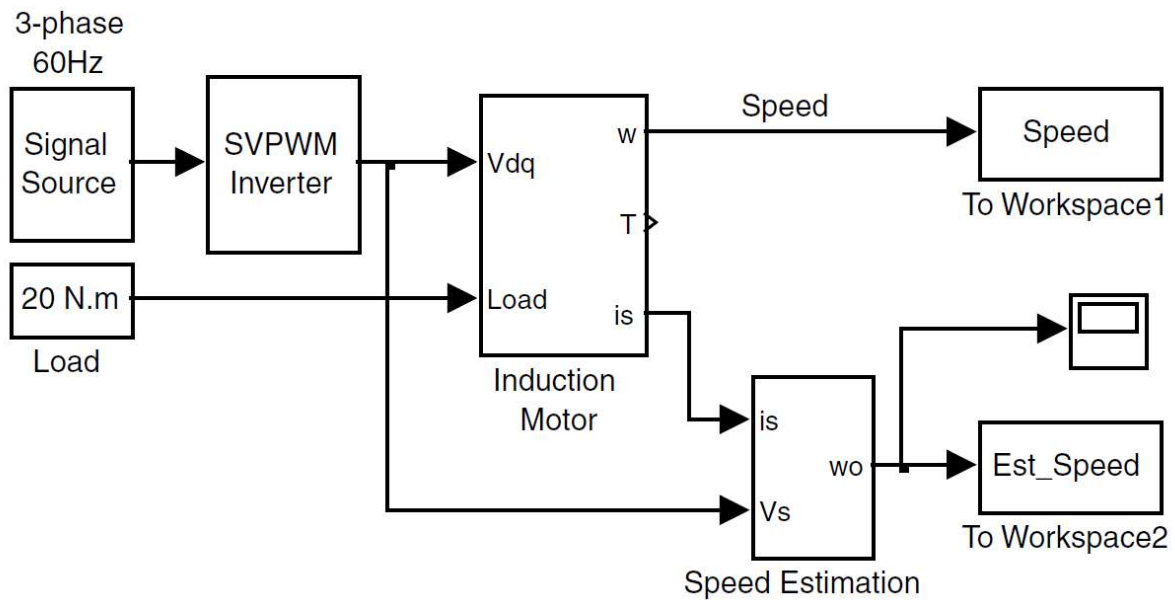 3-phase
60Hz
Signal
Source
SVPWM
Inverter
Vdq
Load
w
T
is
Induction
Motor
Speed
Speed
To Workspace1
20 N.m
Load
is
Vs
wo
Speed Estimation
Est_Speed
To Workspace2